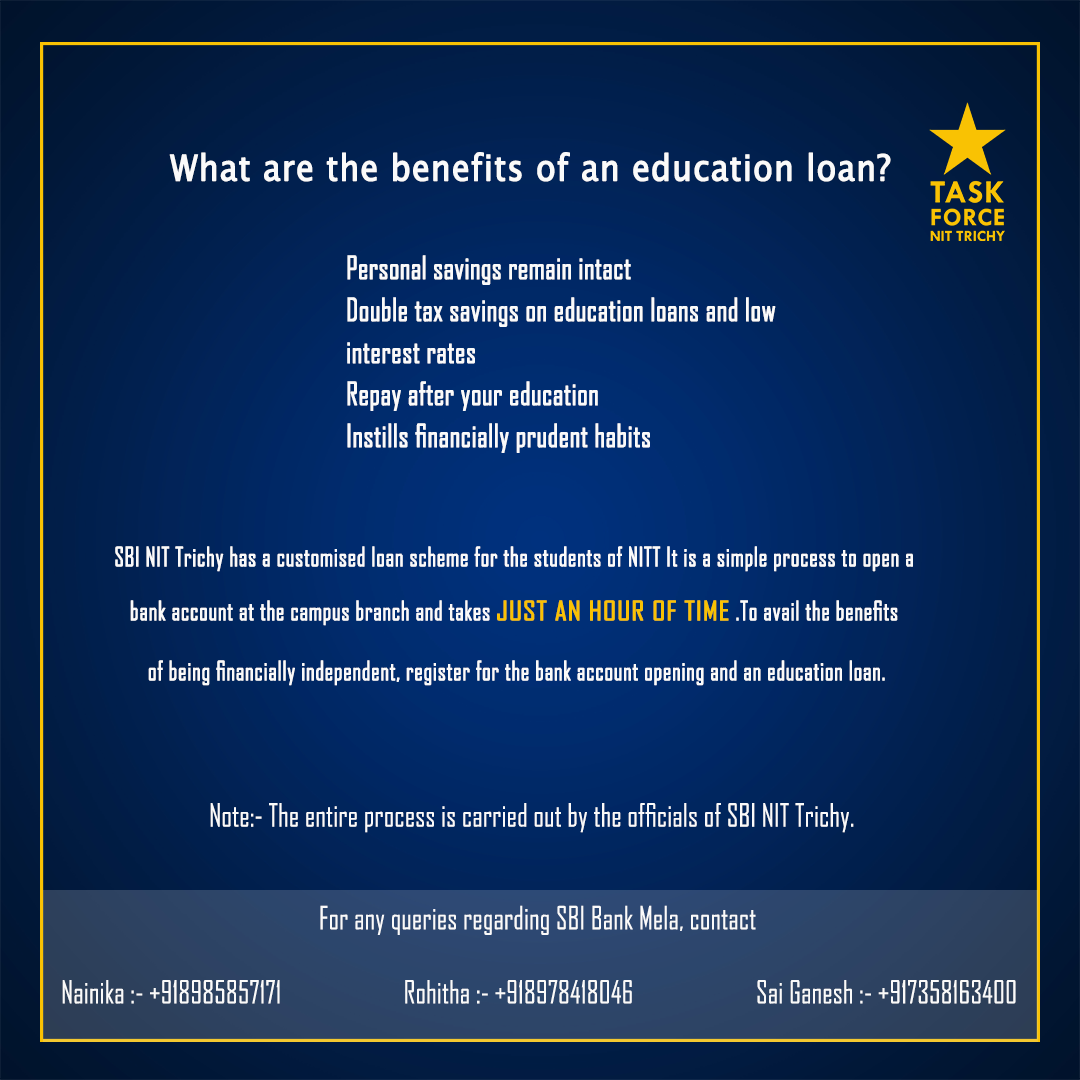 What are the benefits of an education loan?
TASK
FORCE
NIT TRICHY
Personal savings remain intact
Double tax savings on education loans and low
interest rates
Repay after your education
Instills financially prudent habits
SBI NIT Trichy has a customised loan scheme for the students of NITT It is a simple process to open a
bank account at the campus branch and takes JUST AN HOUR OF TIME .To avail the benefits
of being financially independent, register for the bank account opening and an education loan.
Note:- The entire process is carried out by the officials of SBI NIT Trichy.
For any queries regarding SBI Bank Mela, contact
Nainika :- +918985857171 Rohitha :- +918978418046 Sai Ganesh :- +917358163400